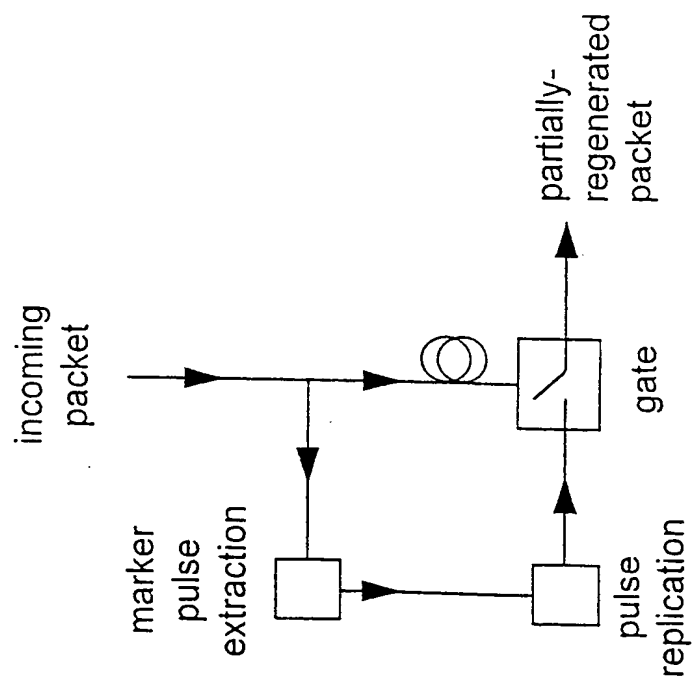 incoming
packet
marker
pulse
extraction
partially-
regenerated
packet
gate
pulse
replication